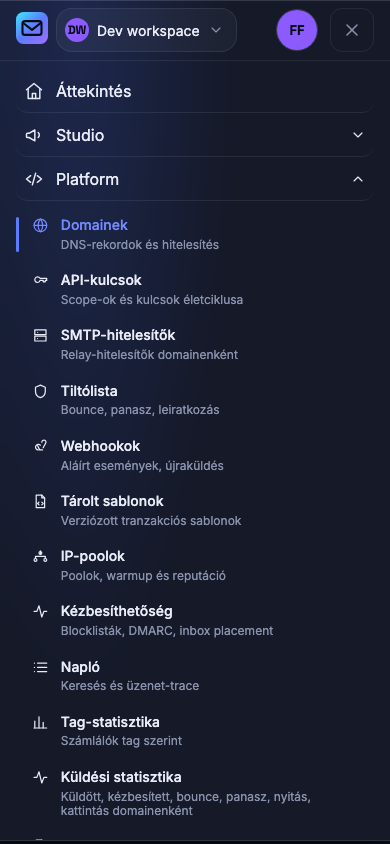 DW Dev workspace FF
Áttekintés
Studio
Platform
Domainek
DNS-rekordok és hitelesítés
API-kulcsok
Scope-ok és kulcsok életciklusa
SMTP-hitelesítők
Relay-hitelesítők domainenként
Tiltólista
Bounce, panasz, leiratkozás
Webhookok
Aláírt események, újraküldés
Tárolt sablonok
Verziózott tranzakciós sablonok
IP-poolok
Poolok, warmup és reputáció
Kézbesíthetőség
Blocklisták, DMARC, inbox placement
Napló
Keresés és üzenet-trace
Tag-statisztika
Számlálók tag szerint
Küldési statisztika
Küldött, kézbesített, bounce, panasz, nyitás,
kattintás domainenként